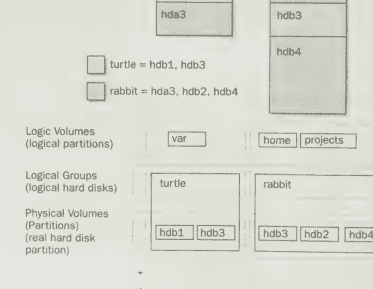 hda3
hdb3
hdb4
turtle = hdb1, hdb3
rabbit = hda3, hdb2, hdb4
Logic Volumes
(logical partitions)
var
home
projects
Logical Groups
(logical hard disks)
turtle
rabbit
Physical Volumes
(Partitions)
(real hard disk
partition)
hdb1
hdb3
hdb3
hdb2
hdb4